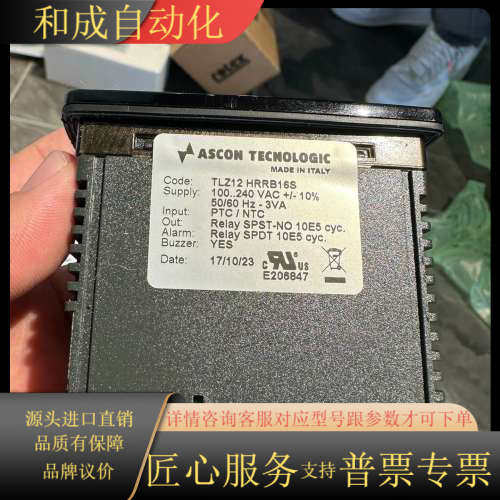 和成自动化
relex
ASCON TECNOLOGIC
MADE IN ITALY
Code: TLZ12 HRRB16S
Supply: 100..240 VAC +/- 10%
50/60 Hz - 3VA
Input: PTC / NTC
Out: Relay SPST-NO 10E5 cyc.
Alarm: Relay SPDT 10E5 cyc.
Buzzer: YES
Date: 17/10/23
c RU US
E206847
源头进口直销
品质有保障
品牌议价
详情咨询客服对应型号跟参数才可下单
匠心服务支持普票专票